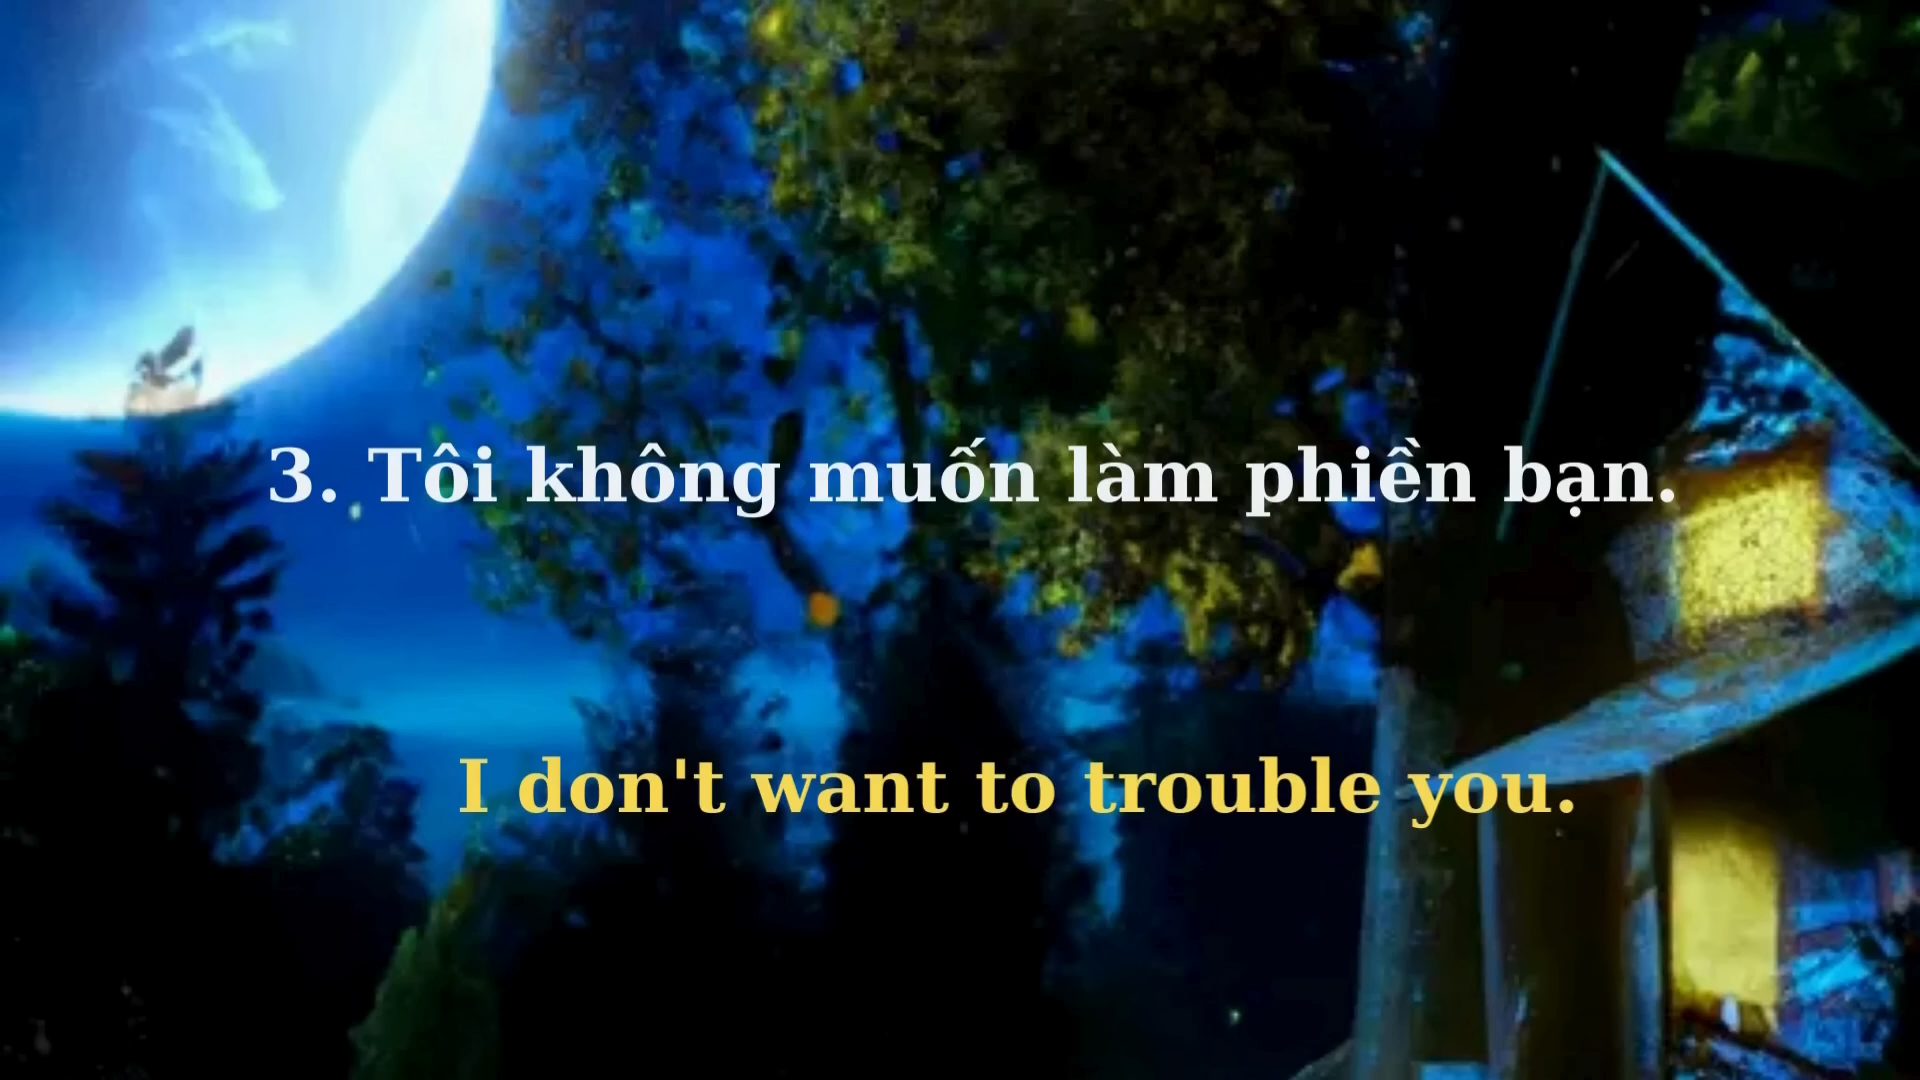 3. Tôi không muốn làm phiền bạn.
I don't want to trouble you.